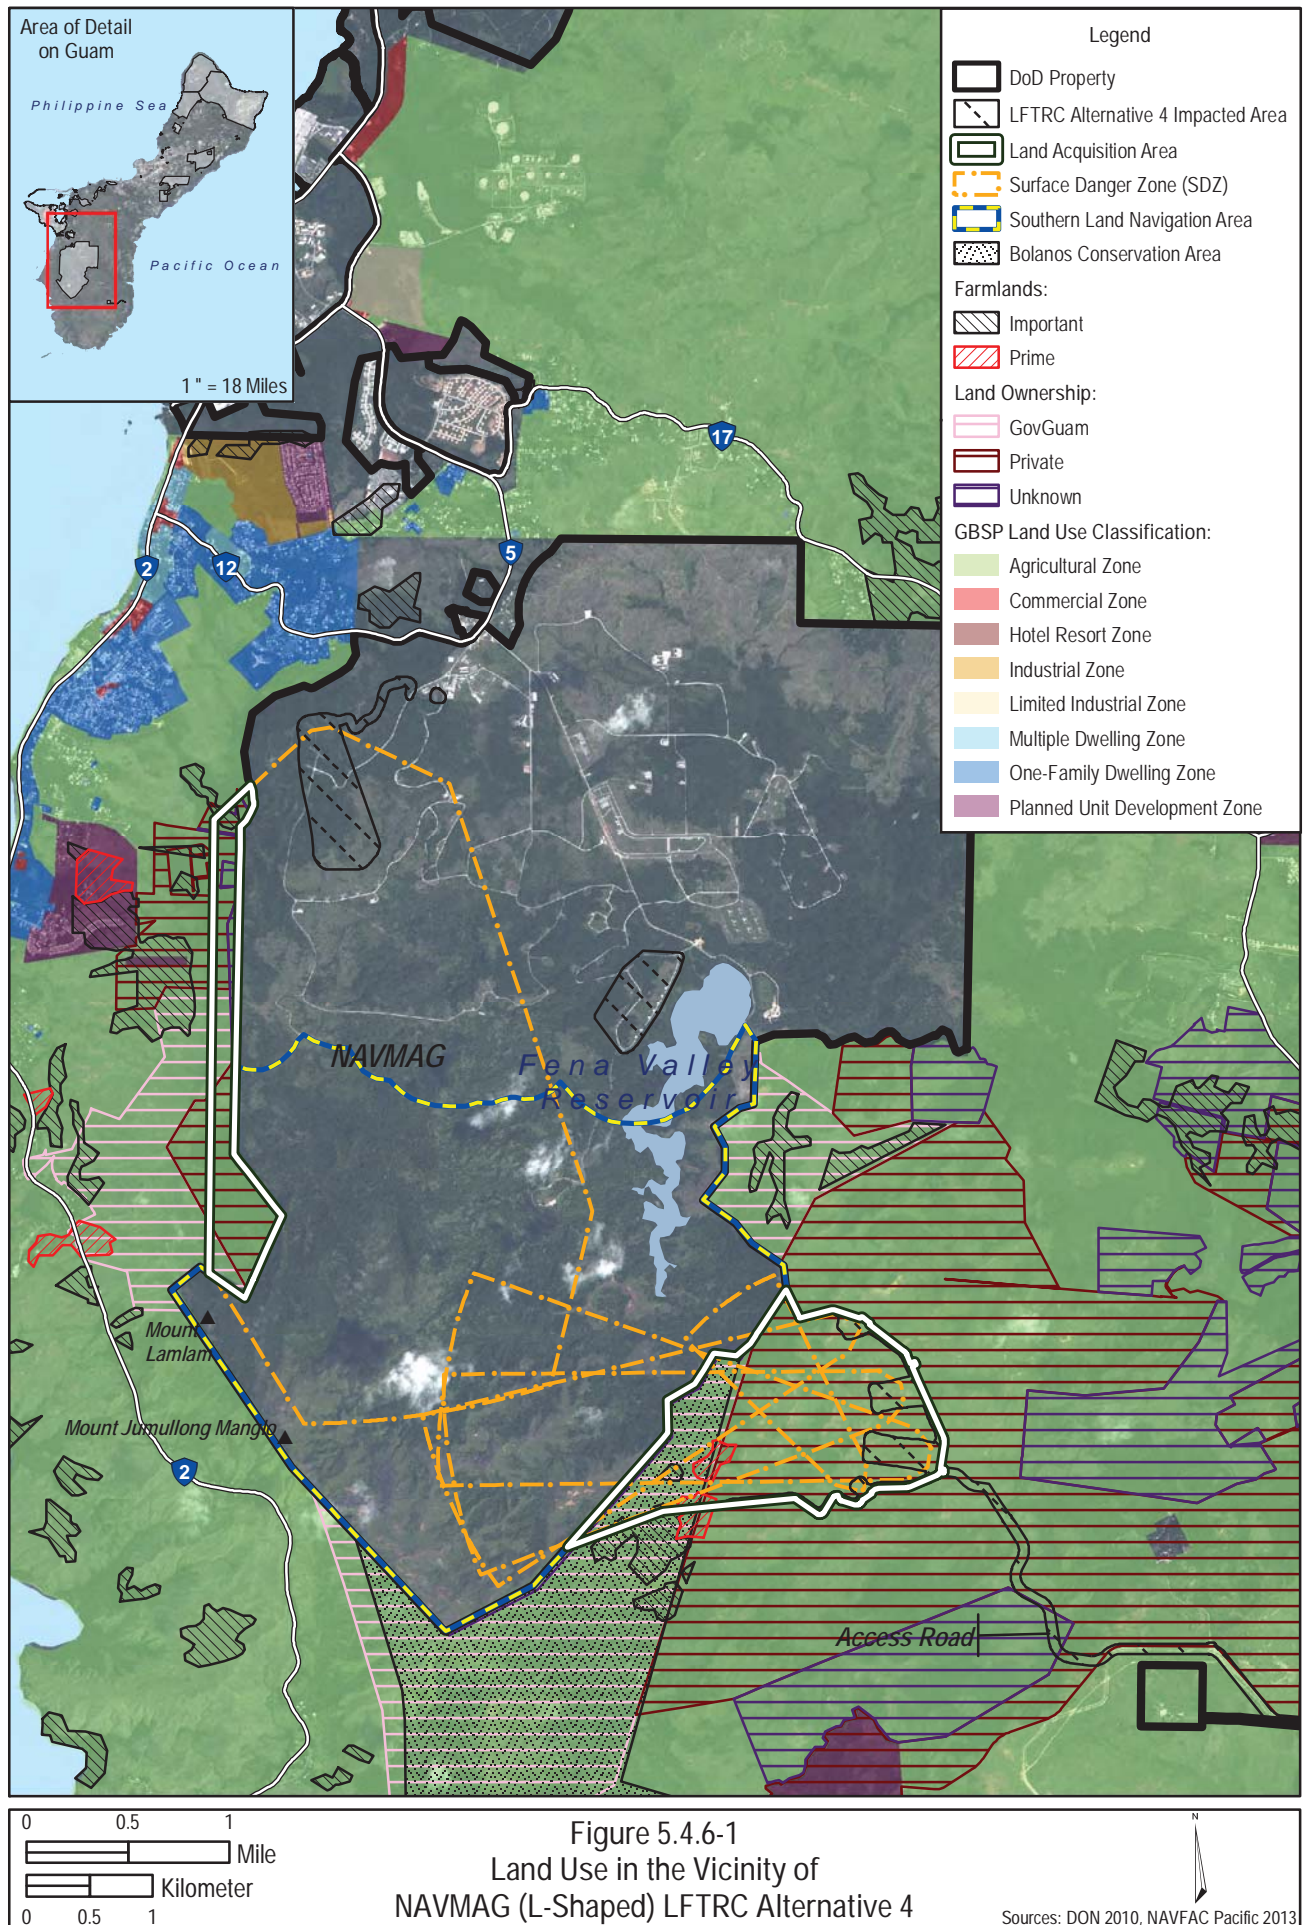 Area of Detail
on Guam
Philippine Sea
Pacific Ocean
1 " = 18 Miles
Legend
DoD Property
LFTRC Alternative 4 Impacted Area
Land Acquisition Area
Surface Danger Zone (SDZ)
Southern Land Navigation Area
Bolanos Conservation Area
Farmlands:
Important
Prime
Land Ownership:
GovGuam
Private
Unknown
GBSP Land Use Classification:
Agricultural Zone
Commercial Zone
Hotel Resort Zone
Industrial Zone
Limited Industrial Zone
Multiple Dwelling Zone
One-Family Dwelling Zone
Planned Unit Development Zone
17
5
2
12
NAVMAG
Fena Valley
Reservoir
Mount
Lamlam
Mount Jumullong Manglo
2
Access Road
0 0.5 1
Mile
Kilometer
0 0.5 1
Figure 5.4.6-1
Land Use in the Vicinity of
NAVMAG (L-Shaped) LFTRC Alternative 4
N
Sources: DON 2010, NAVFAC Pacific 2013